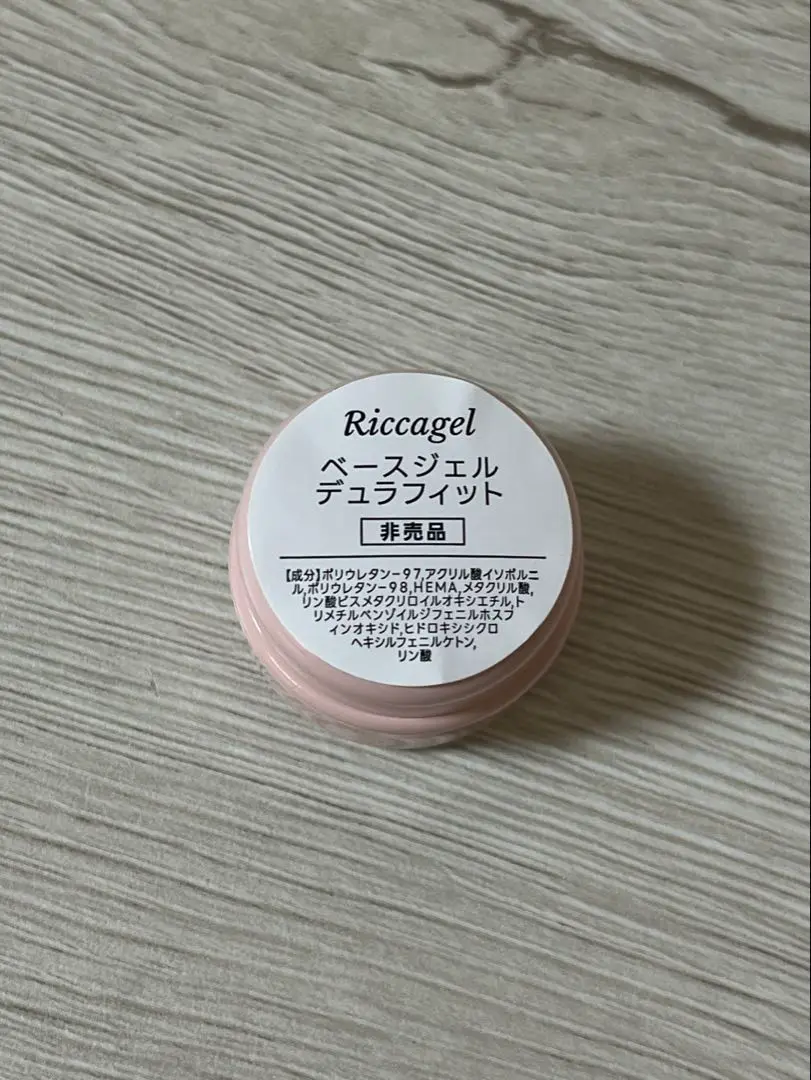 Riccagel
ベースジェル
デュラフィット
非売品
【成分】ポリウレタン-97,アクリル酸イソボルニ
ル,ポリウレタン-98,HEMA,メタクリル酸,
リン酸ビスメタクリロイルオキシエチル,ト
リメチルベンゾイルジフェニルホスフ
ィンオキシド,ヒドロキシシクロ
ヘキシルフェニルケトン,
リン酸